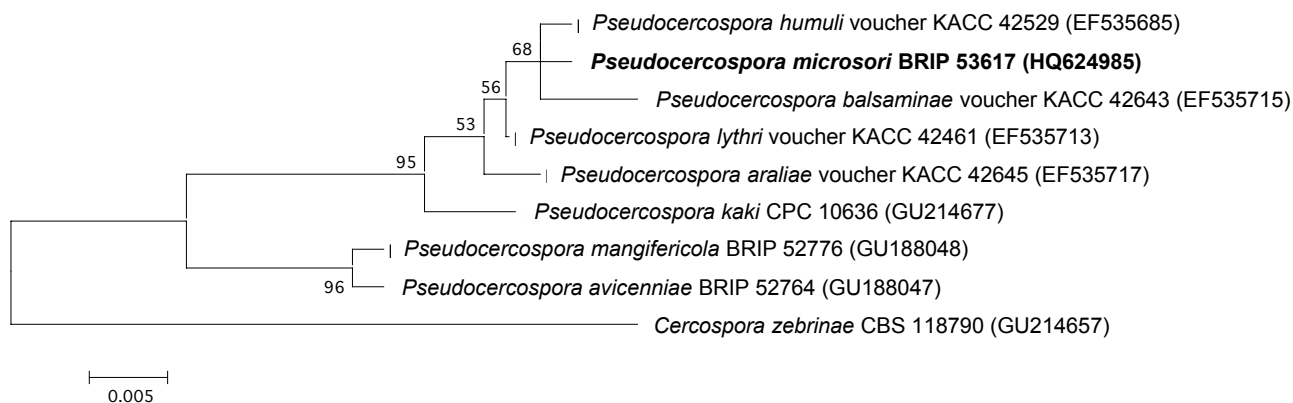 Pseudocercospora humuli voucher KACC 42529 (EF535685)
68
Pseudocercospora microsori BRIP 53617 (HQ624985)
56
Pseudocercospora balsaminae voucher KACC 42643 (EF535715)
53
Pseudocercospora lythri voucher KACC 42461 (EF535713)
95
Pseudocercospora araliae voucher KACC 42645 (EF535717)
Pseudocercospora kaki CPC 10636 (GU214677)
Pseudocercospora mangifericola BRIP 52776 (GU188048)
96
Pseudocercospora avicenniae BRIP 52764 (GU188047)
Cercospora zebrinae CBS 118790 (GU214657)
0.005